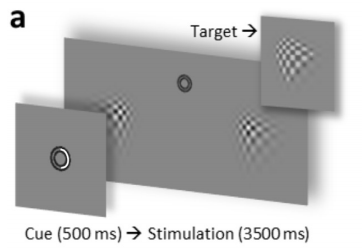 a
Target →
Cue (500 ms) → Stimulation (3500 ms)